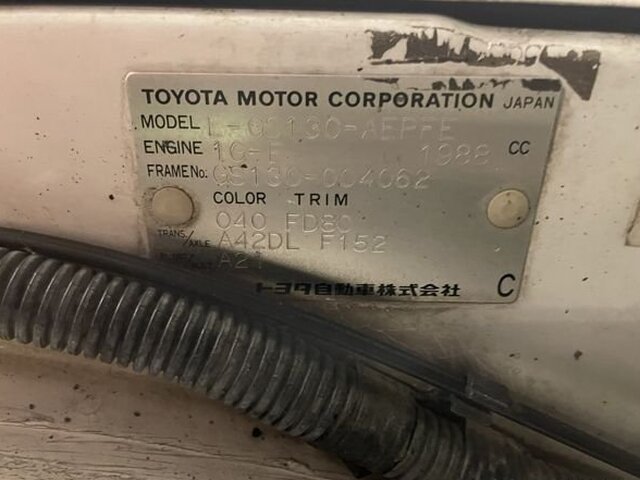 TOYOTA MOTOR CORPORATION JAPAN
MODEL GS130-AEPFE
ENGINE 1G-E 1988 CC
FRAME No. GS130-004062
COLOR TRIM
040 FD80
TRANS./AXLE A42DL F152
A21
トヨタ自動車株式会社 C